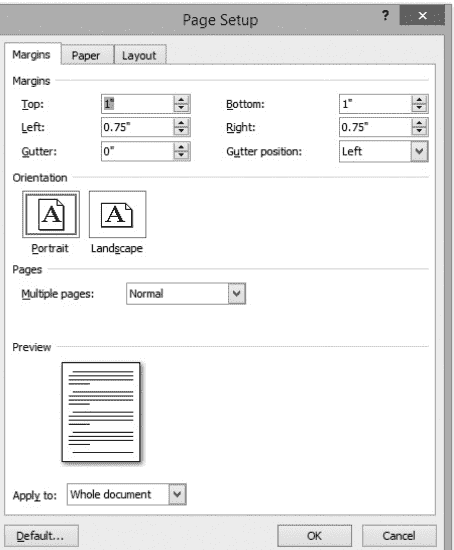 Page Setup ?
Margins Paper Layout
Margins
Top: 1" Bottom: 1"
Left: 0.75" Right: 0.75"
Gutter: 0" Gutter position: Left
Orientation
A A
Portrait Landscape
Pages
Multiple pages: Normal
Preview
Apply to: Whole document
Default... OK Cancel